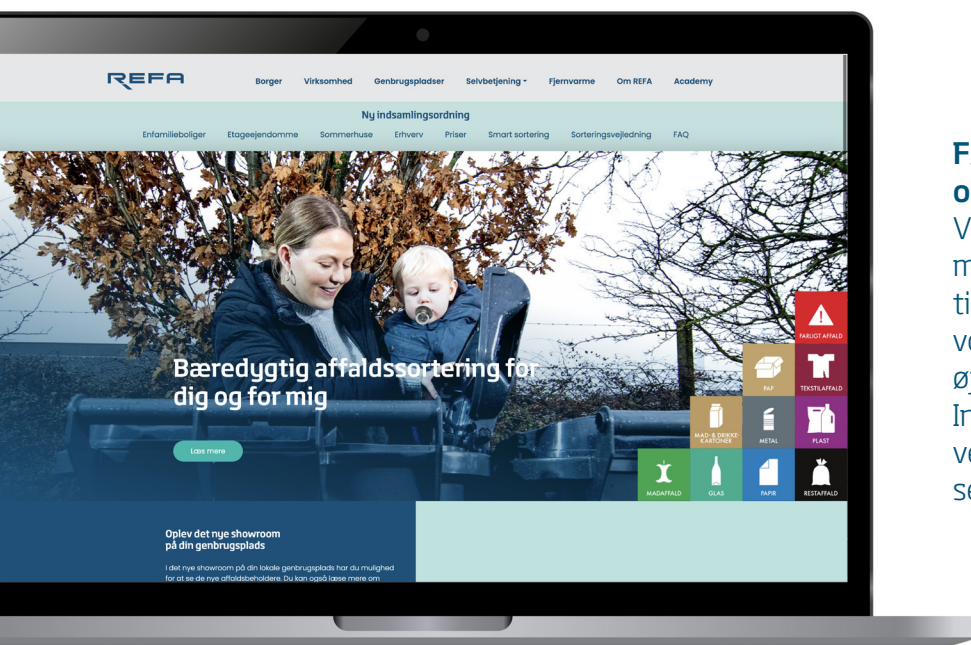 REFA
Borger Virksomhed Genbrugspladser Selvbetjening Fjernvarme Om REFA Academy
Ny indsamlingsordning
Enfamilieboliger Etageejendomme Sommerhuse Erhverv Priser Smart sortering Sorteringsvejledning FAQ
Bæredygtig affaldssortering for
dig og for mig
Læs mere
FARLIGT AFFALD
PAP
TEKSTILAFFALD
MAD- & DRIKKE-
KARTONER
METAL
PLAST
MADAFFALD
GLAS
PAPIR
RESTAFFALD
Oplev det nye showroom
på din genbrugsplads
I det nye showroom på din lokale genbrugsplads har du mulighed
for at se de nye affaldsbeholdere. Du kan også læse mere om